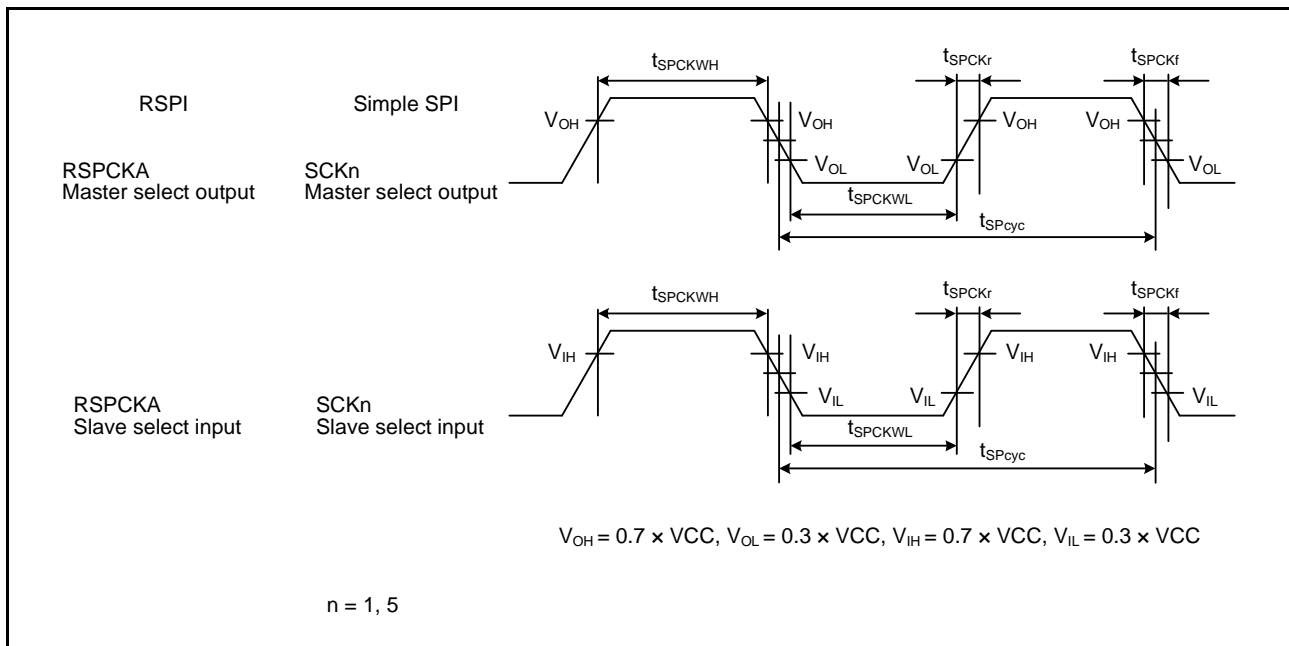 tSPCKWH tSPCKr tSPCKf
RSPI Simple SPI
VOH VOH VOH VOH
RSPCKA SCKn VOL VOL VOL
Master select output Master select output
tSPCKWL
tSPcyc
tSPCKWH tSPCKr tSPCKf
VIH VIH VIH VIH
RSPCKA SCKn VIL VIL VIL
Slave select input Slave select input
tSPCKWL
tSPcyc
VOH = 0.7 × VCC, VOL = 0.3 × VCC, VIH = 0.7 × VCC, VIL = 0.3 × VCC
n = 1, 5